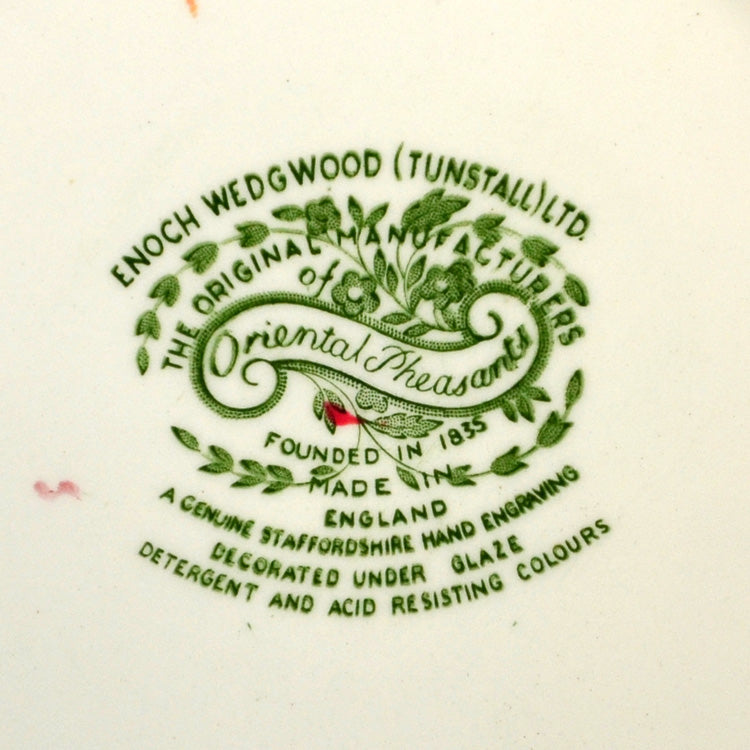 ENOCH WEDGWOOD (TUNSTALL) LTD.
THE ORIGINAL MANUFACTURERS
of
Oriental Pheasants
FOUNDED IN 1835
MADE IN
ENGLAND
A GENUINE STAFFORDSHIRE HAND ENGRAVING
DECORATED UNDER GLAZE
DETERGENT AND ACID RESISTING COLOURS